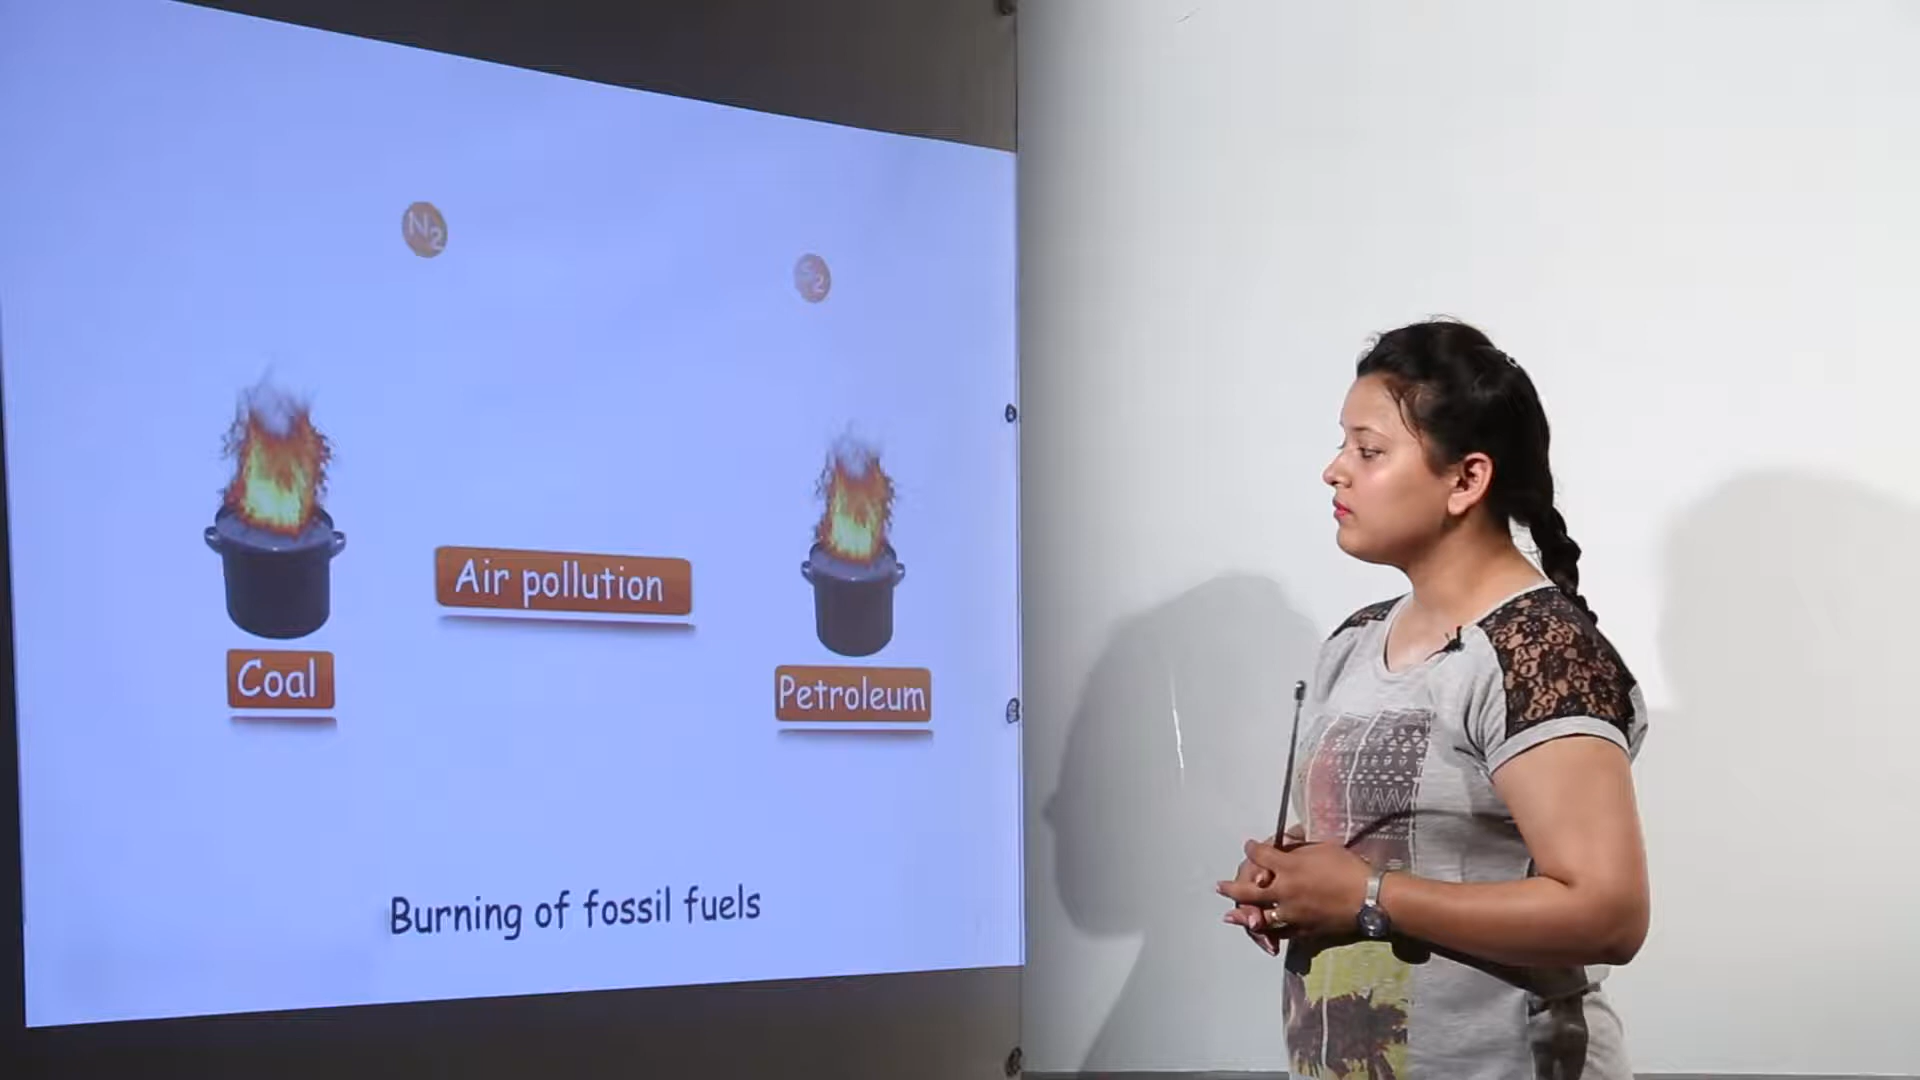 N2
Air pollution
Coal
Petroleum
Burning of fossil fuels